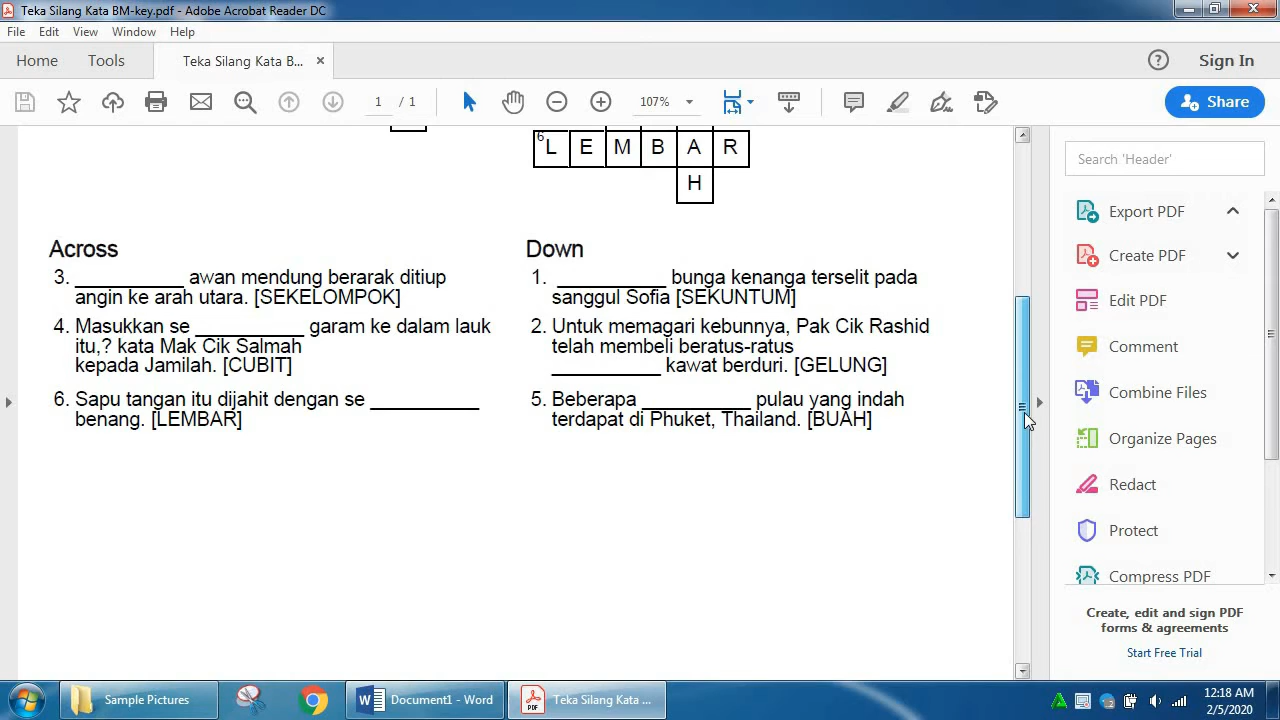 Teka Silang Kata BM-key.pdf - Adobe Acrobat Reader DC
File Edit View Window Help
Home Tools Teka Silang Kata B... × ? Sign In
1 / 1 107% Share
6 L E M B A R
H
Search 'Header'
Export PDF
Create PDF
Edit PDF
Comment
Combine Files
Organize Pages
Redact
Protect
Compress PDF
Create, edit and sign PDF
forms & agreements
Start Free Trial
Across
3. __________ awan mendung berarak ditiup
angin ke arah utara. [SEKELOMPOK]
4. Masukkan se __________ garam ke dalam lauk
itu,? kata Mak Cik Salmah
kepada Jamilah. [CUBIT]
6. Sapu tangan itu dijahit dengan se __________
benang. [LEMBAR]
Down
1. __________ bunga kenanga terselit pada
sanggul Sofia [SEKUNTUM]
2. Untuk memagari kebunnya, Pak Cik Rashid
telah membeli beratus-ratus
__________ kawat berduri. [GELUNG]
5. Beberapa __________ pulau yang indah
terdapat di Phuket, Thailand. [BUAH]
Sample Pictures Document1 - Word Teka Silang Kata ...
12:18 AM
2/5/2020